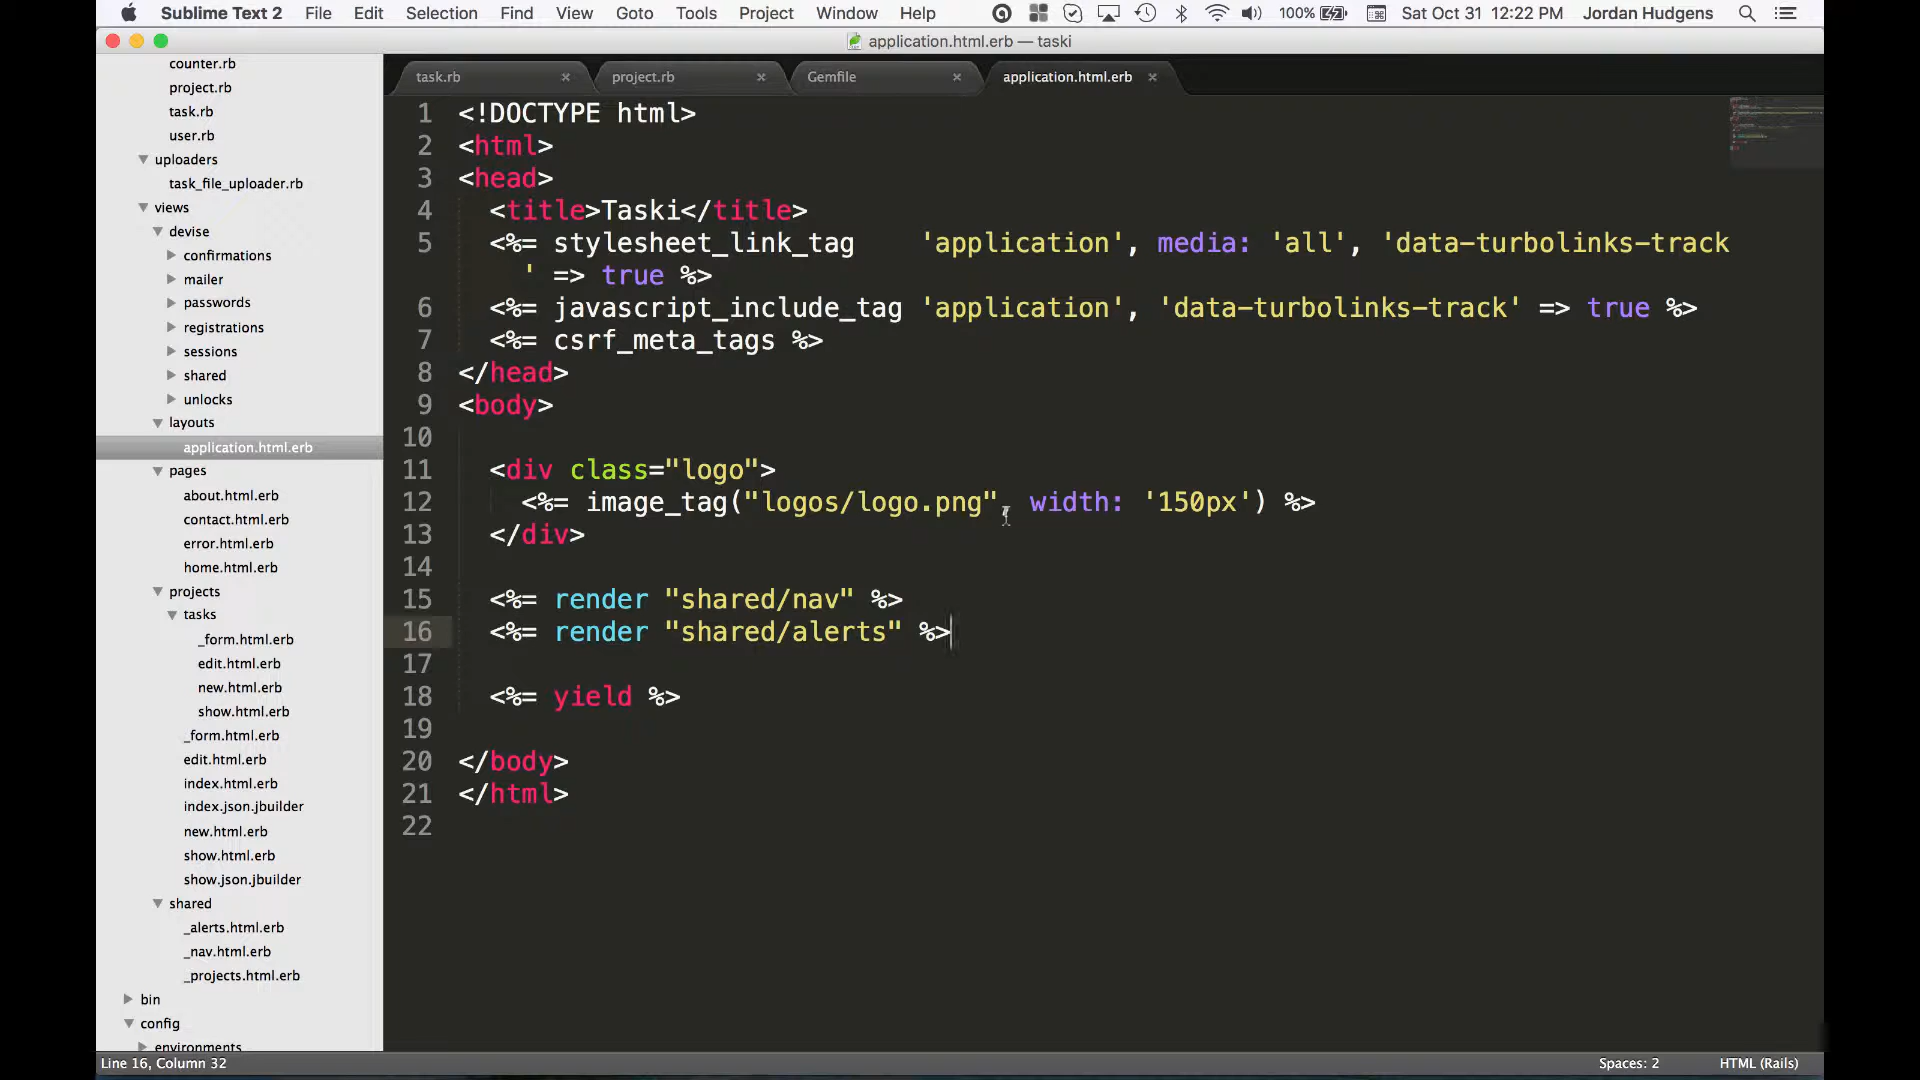 Sublime Text 2 File Edit Selection Find View Goto Tools Project Window Help 100% Sat Oct 31 12:22 PM Jordan Hudgens
application.html.erb — taski
task.rb × project.rb × Gemfile × application.html.erb ×
counter.rb
project.rb
task.rb
user.rb
uploaders
task_file_uploader.rb
views
devise
confirmations
mailer
passwords
registrations
sessions
shared
unlocks
layouts
application.html.erb
pages
about.html.erb
contact.html.erb
error.html.erb
home.html.erb
projects
tasks
_form.html.erb
edit.html.erb
new.html.erb
show.html.erb
_form.html.erb
edit.html.erb
index.html.erb
index.json.jbuilder
new.html.erb
show.html.erb
show.json.jbuilder
shared
_alerts.html.erb
_nav.html.erb
_projects.html.erb
bin
config
environments
1 <!DOCTYPE html>
2 <html>
3 <head>
4 <title>Taski</title>
5 <%= stylesheet_link_tag    'application', media: 'all', 'data-turbolinks-track
' => true %>
6 <%= javascript_include_tag 'application', 'data-turbolinks-track' => true %>
7 <%= csrf_meta_tags %>
8 </head>
9 <body>
10
11 <div class="logo">
12 <%= image_tag("logos/logo.png", width: '150px') %>
13 </div>
14
15 <%= render "shared/nav" %>
16 <%= render "shared/alerts" %>
17
18 <%= yield %>
19
20 </body>
21 </html>
22
Line 16, Column 32 Spaces: 2 HTML (Rails)